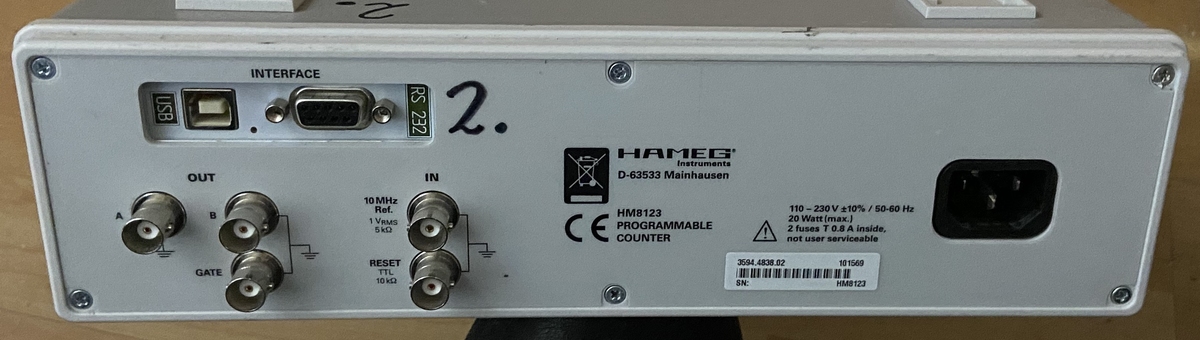 2.
INTERFACE
USB
RS 232
2.
OUT
A
B
GATE
IN
10 MHz
Ref.
1 VRMS
5 kΩ
RESET
TTL
10 kΩ
HAMEG®
Instruments
D-63533 Mainhausen
CE
HM8123
PROGRAMMABLE
COUNTER
110 – 230 V ±10% / 50-60 Hz
20 Watt (max.)
2 fuses T 0.8 A inside,
not user serviceable
3594.4838.02 101569
SN: HM8123